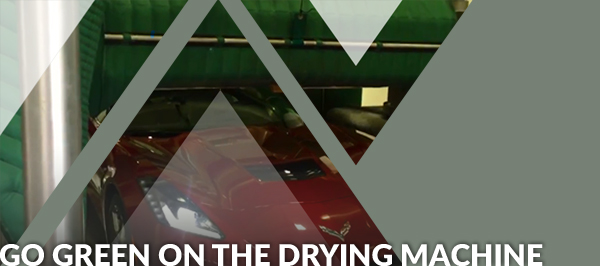 GO GREEN ON THE DRYING MACHINE